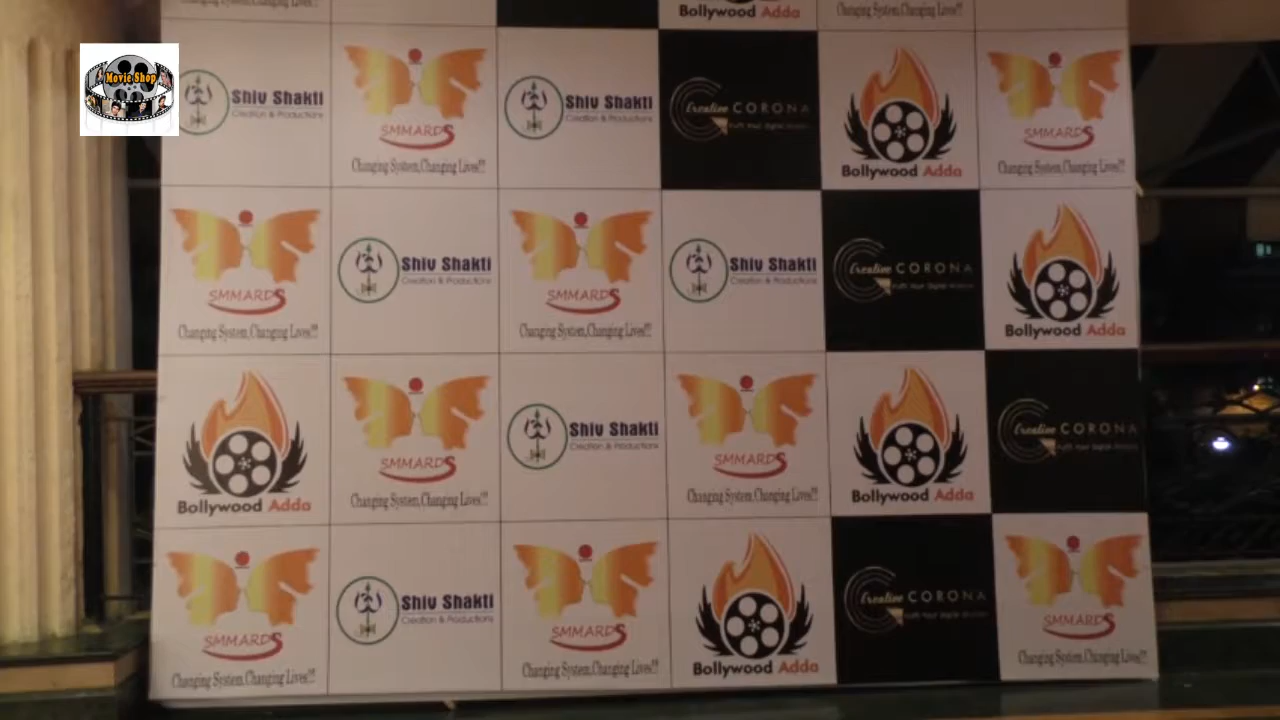 Changing System,Changing Lives!!!
Bollywood Adda
Changing System,Changing Lives!!!
Movie Shop
Shiv Shakti
Creation & Productions
SMMARDS
Changing System,Changing Lives!!!
Shiv Shakti
Creation & Productions
Creative CORONA
Bollywood Adda
SMMARDS
Changing System,Changing Lives!!!
SMMARDS
Changing System,Changing Lives!!!
Shiv Shakti
Creation & Productions
SMMARDS
Changing System,Changing Lives!!!
Shiv Shakti
Creation & Productions
Creative CORONA
Bollywood Adda
Bollywood Adda
SMMARDS
Changing System,Changing Lives!!!
Shiv Shakti
Creation & Productions
SMMARDS
Changing System,Changing Lives!!!
Bollywood Adda
Creative CORONA
SMMARDS
Changing System,Changing Lives!!!
Shiv Shakti
Creation & Productions
SMMARDS
Changing System,Changing Lives!!!
Bollywood Adda
Creative CORONA
SMMARDS
Changing System,Changing Lives!!!